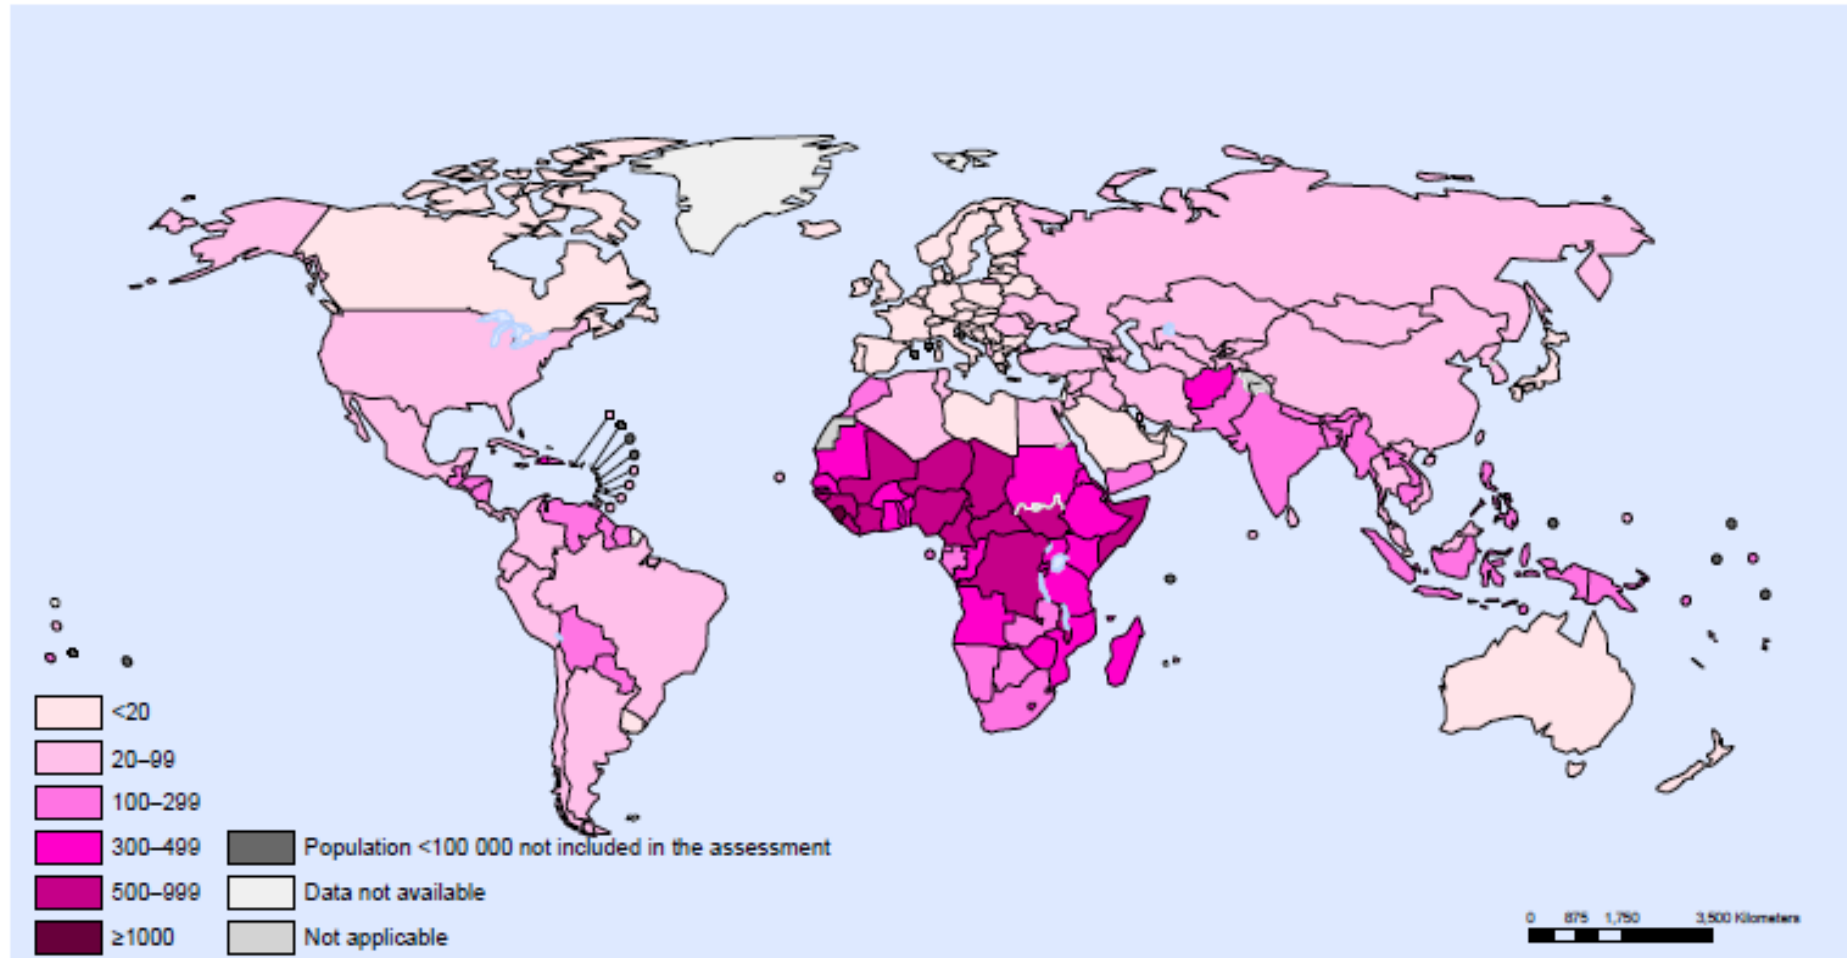 <20
20–99
100–299
300–499
500–999
≥1000
Population <100 000 not included in the assessment
Data not available
Not applicable
0 875 1,750 3,500 Kilometers